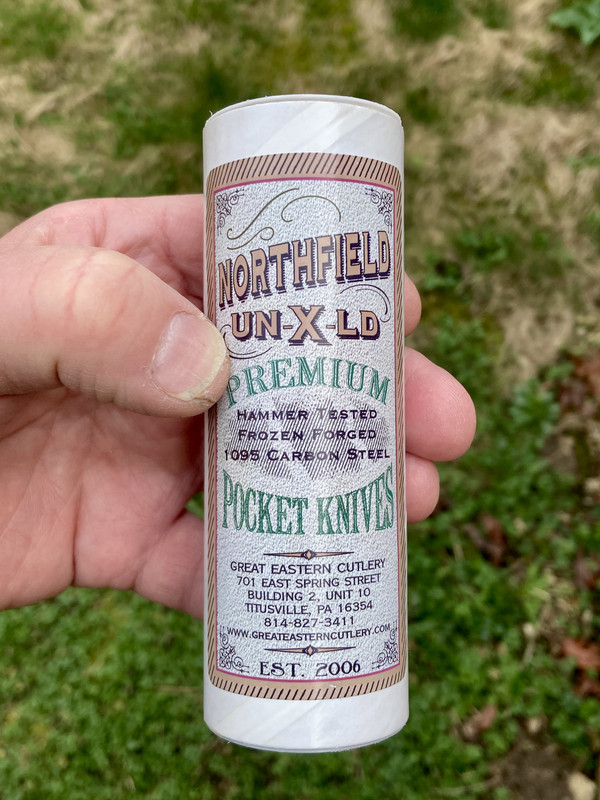 NORTHFIELD
UN-X-LD
PREMIUM
HAMMER TESTED
FROZEN FORGED
1095 CARBON STEEL
POCKET KNIVES
GREAT EASTERN CUTLERY
701 EAST SPRING STREET
BUILDING 2, UNIT 10
TITUSVILLE, PA 16354
814-827-3411
WWW.GREATEASTERNCUTLERY.COM
EST. 2006